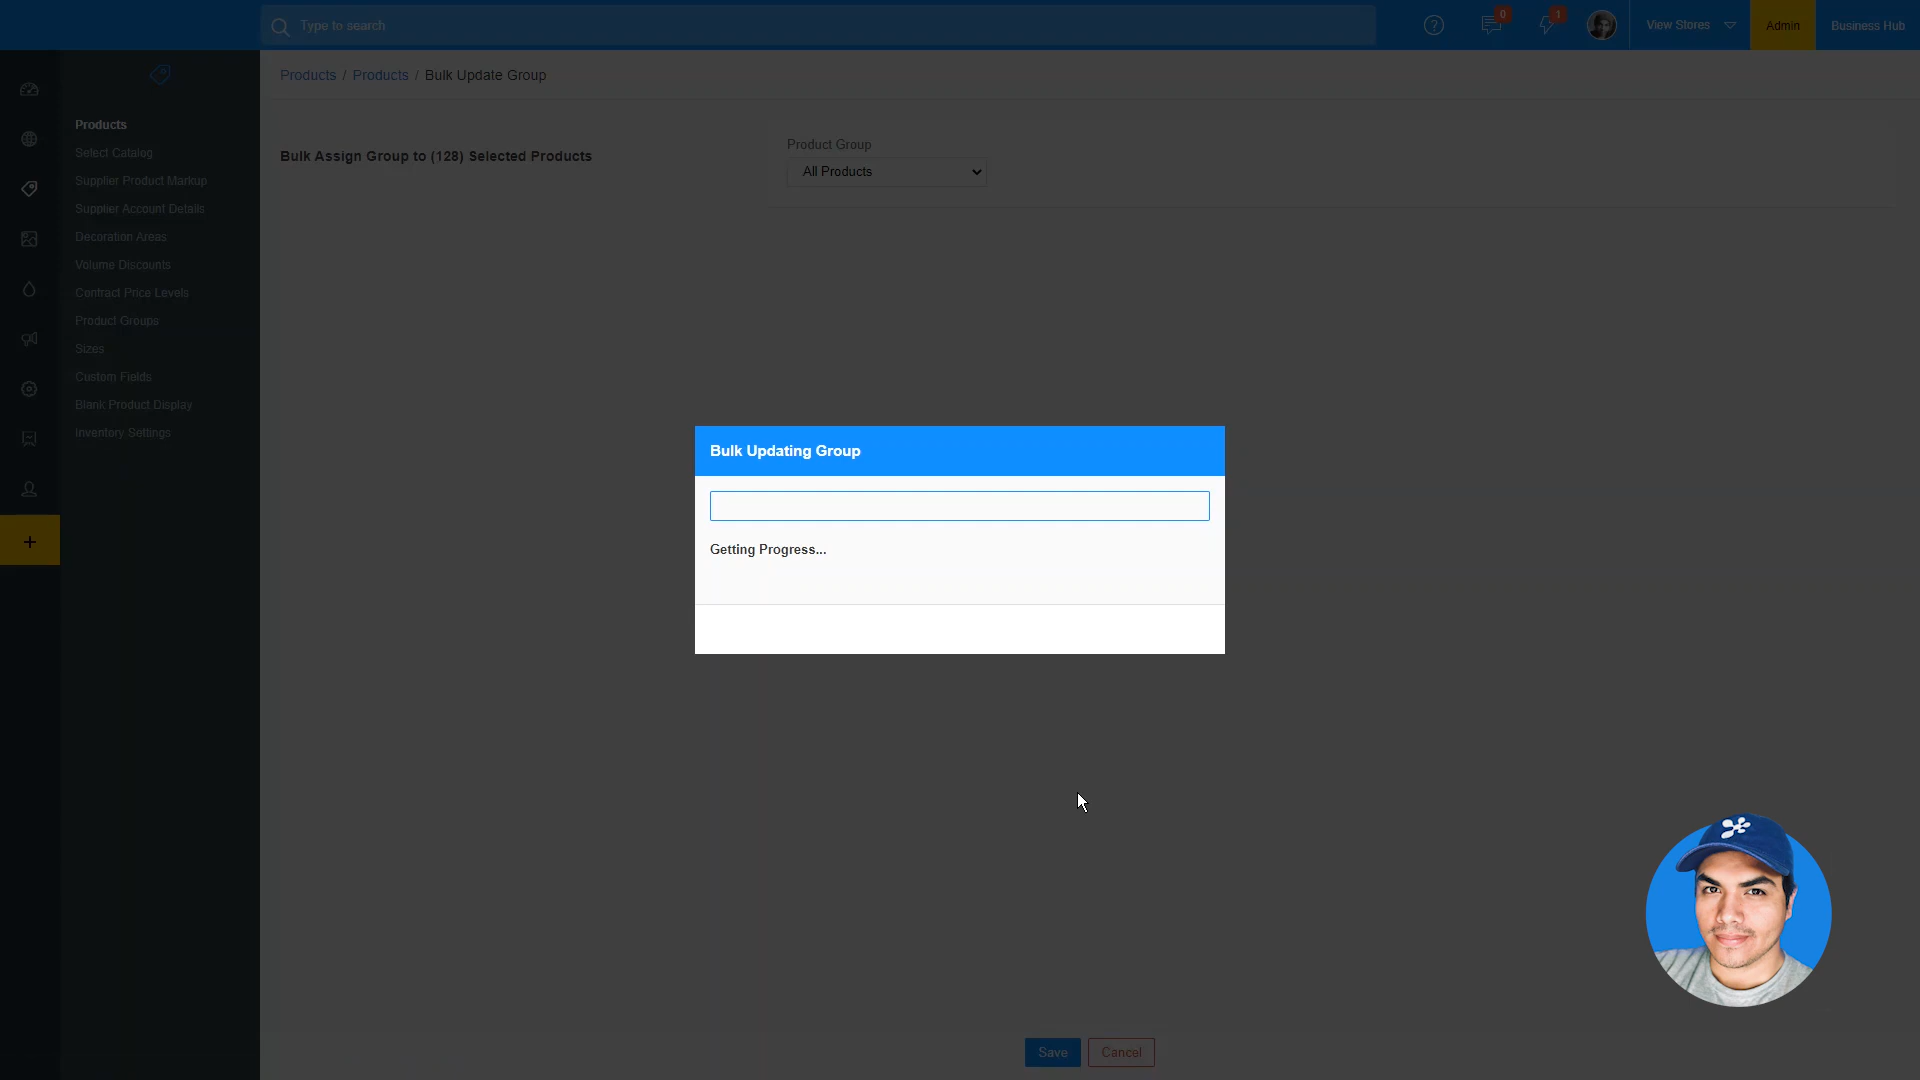 Type to search
0
1
View Stores
Admin
Business Hub
Products / Products / Bulk Update Group
Products
Select Catalog
Supplier Product Markup
Supplier Account Details
Decoration Areas
Volume Discounts
Contract Price Levels
Product Groups
Sizes
Custom Fields
Blank Product Display
Inventory Settings
Bulk Assign Group to (128) Selected Products
Product Group
All Products
Bulk Updating Group
Getting Progress...
Save
Cancel